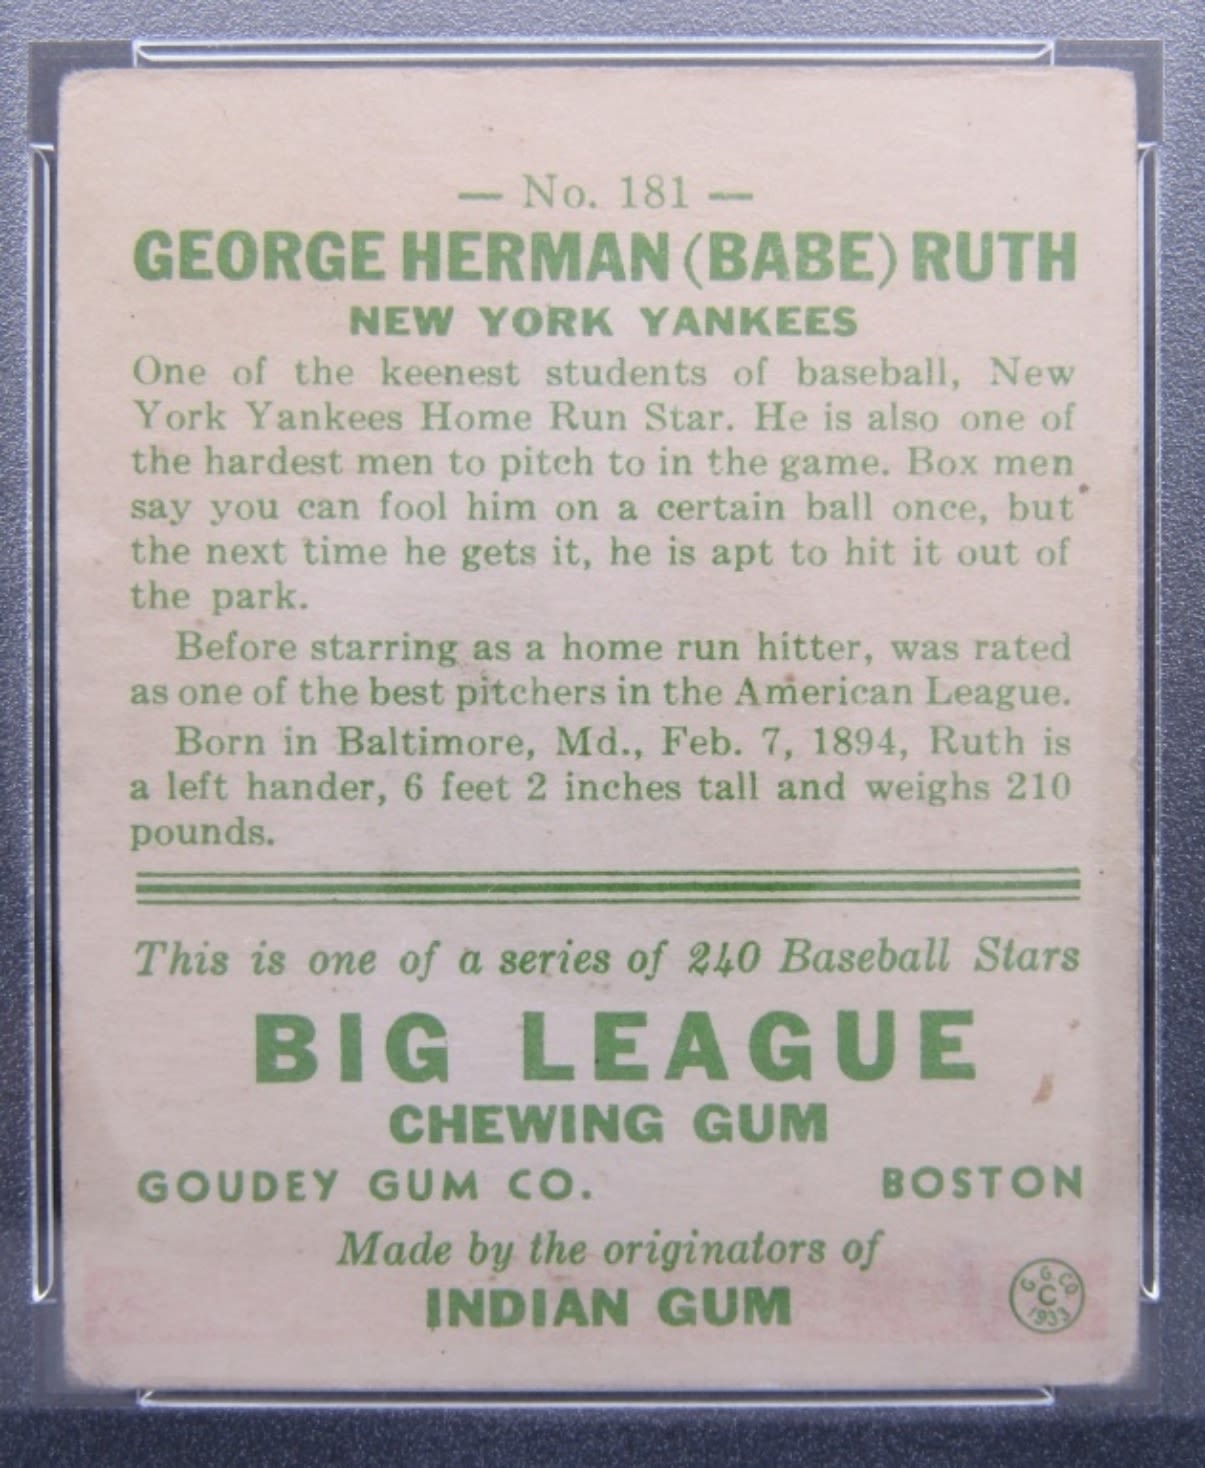 — No. 181 —
GEORGE HERMAN (BABE) RUTH
NEW YORK YANKEES
One of the keenest students of baseball, New
York Yankees Home Run Star. He is also one of
the hardest men to pitch to in the game. Box men
say you can fool him on a certain ball once, but
the next time he gets it, he is apt to hit it out of
the park.
Before starring as a home run hitter, was rated
as one of the best pitchers in the American League.
Born in Baltimore, Md., Feb. 7, 1894, Ruth is
a left hander, 6 feet 2 inches tall and weighs 210
pounds.
This is one of a series of 240 Baseball Stars
BIG LEAGUE
CHEWING GUM
GOUDEY GUM CO. BOSTON
Made by the originators of
INDIAN GUM
G. G. CO.
C
1933